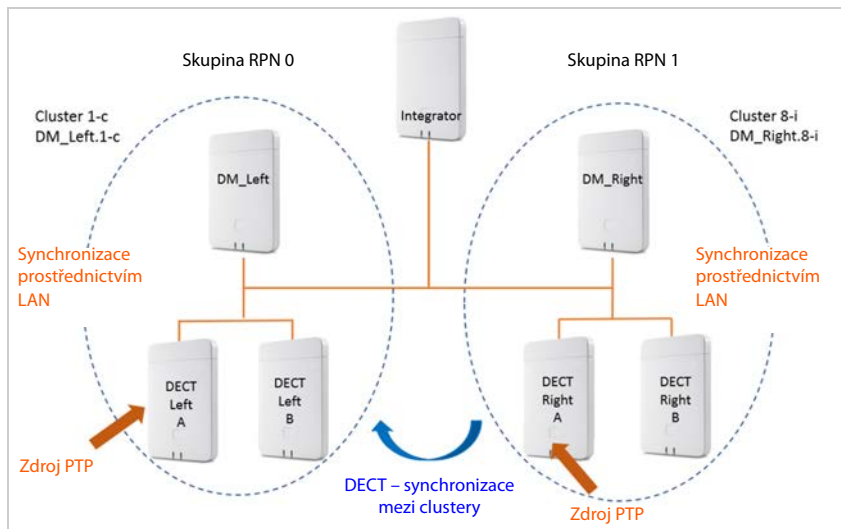 Skupina RPN 0
Skupina RPN 1
Cluster 1-c
DM_Left.1-c
Integrator
Cluster 8-i
DM_Right.8-i
DM_Left
DM_Right
Synchronizace
prostřednictvím
LAN
Synchronizace
prostřednictvím
LAN
DECT
Left
A
DECT
Left
B
DECT
Right
A
DECT
Right
B
Zdroj PTP
DECT – synchronizace
mezi clustery
Zdroj PTP